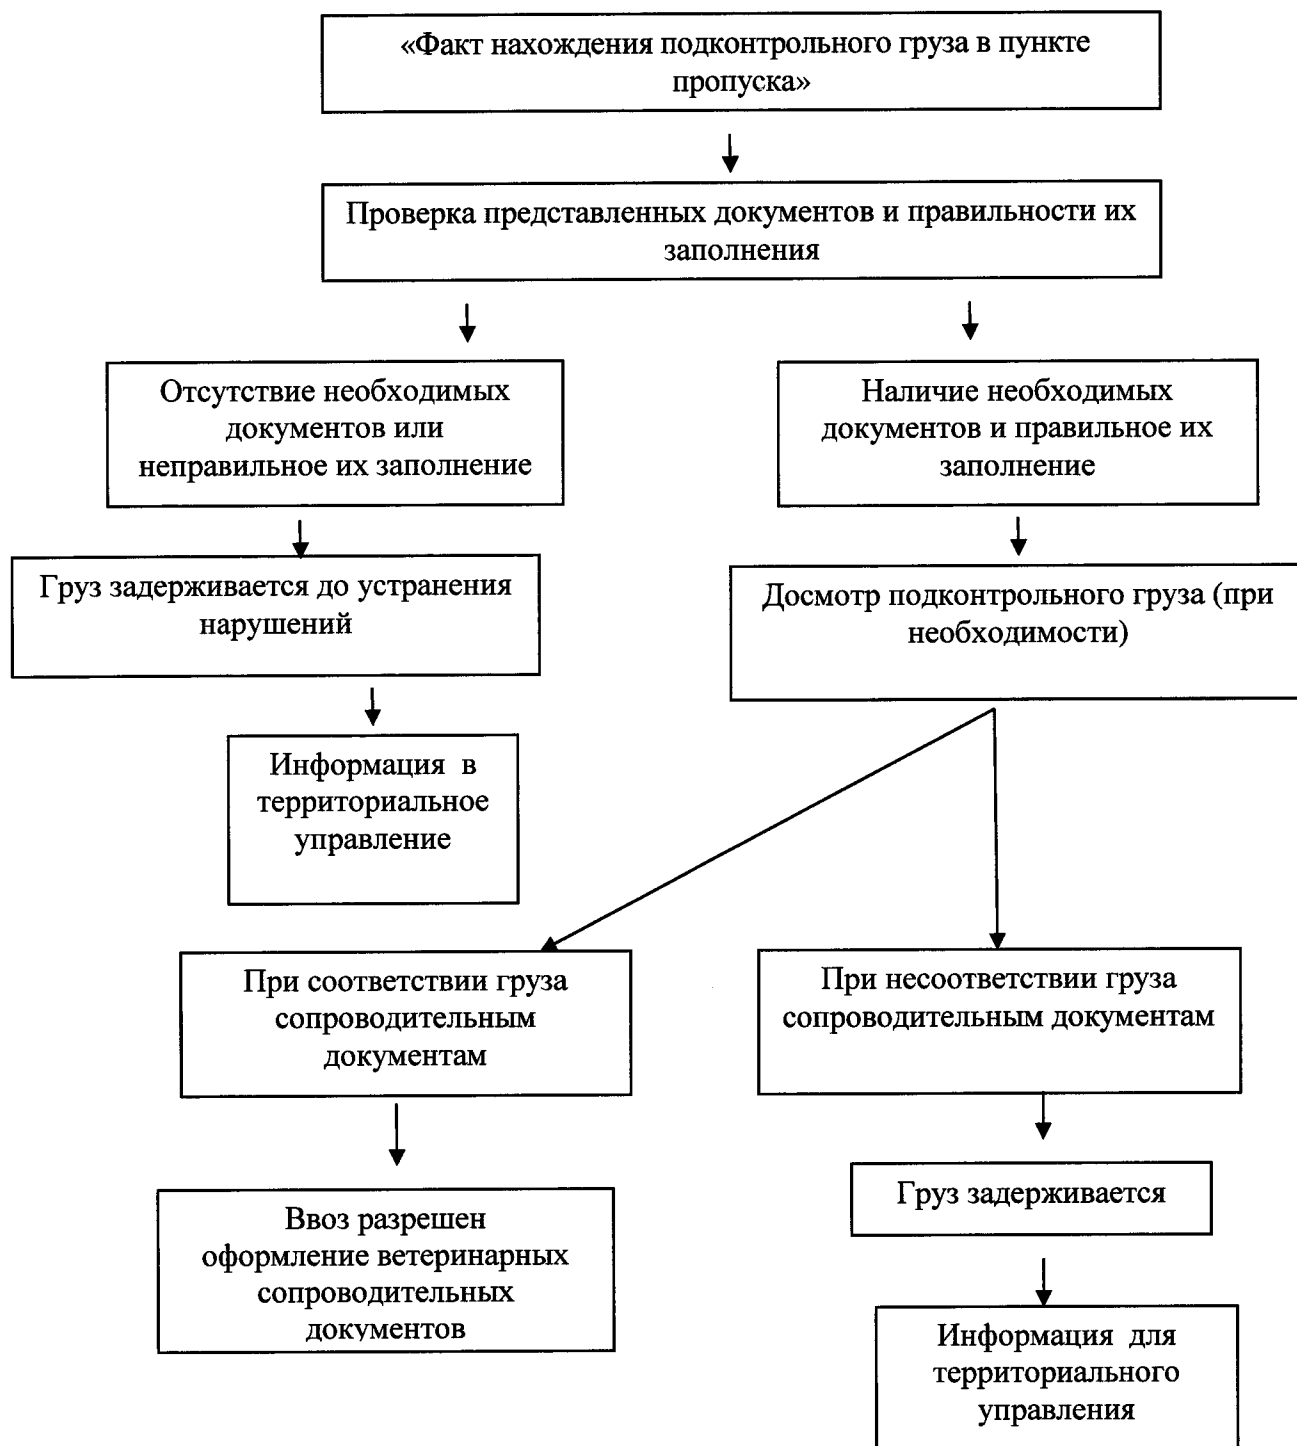 «Факт нахождения подконтрольного груза в пункте
пропуска»
Проверка представленных документов и правильности их
заполнения
Отсутствие необходимых
документов или
неправильное их заполнение
Наличие необходимых
документов и правильное их
заполнение
Груз задерживается до устранения
нарушений
Досмотр подконтрольного груза (при
необходимости)
Информация в
территориальное
управление
При соответствии груза
сопроводительным
документам
При несоответствии груза
сопроводительным документам
Ввоз разрешен
оформление ветеринарных
сопроводительных
документов
Груз задерживается
Информация для
территориального
управления